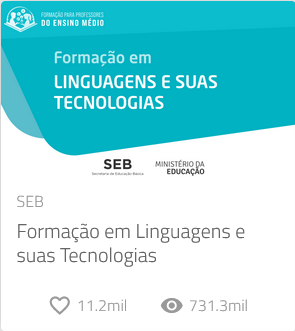 FORMAÇÃO PARA PROFESSORES
DO ENSINO MÉDIO
Formação em
LINGUAGENS E SUAS
TECNOLOGIAS
SEB
Secretaria de Educação Básica
MINISTÉRIO DA
EDUCAÇÃO
SEB
Formação em Linguagens e
suas Tecnologias
11.2mil
731.3mil